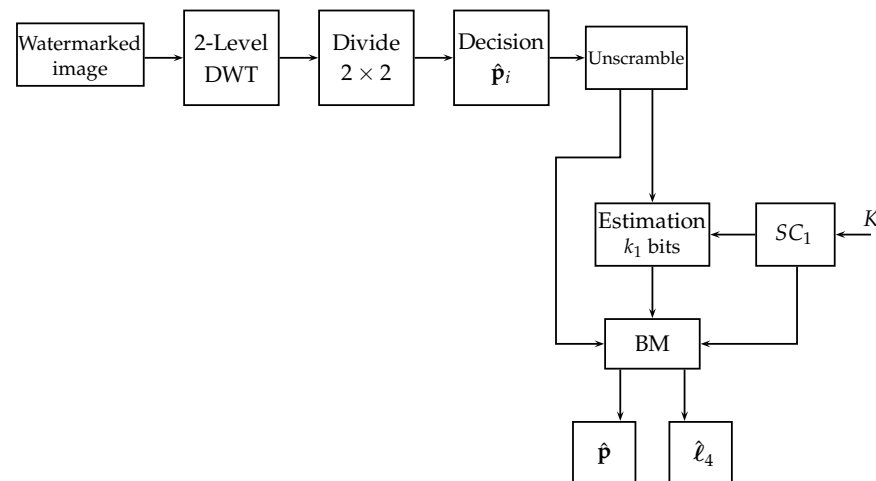 Watermarked
image
2-Level
DWT
Divide
2 × 2
Decision
p̂ᵢ
Unscramble
Estimation
k₁ bits
SC₁
K
BM
p̂
ℓ̂₄